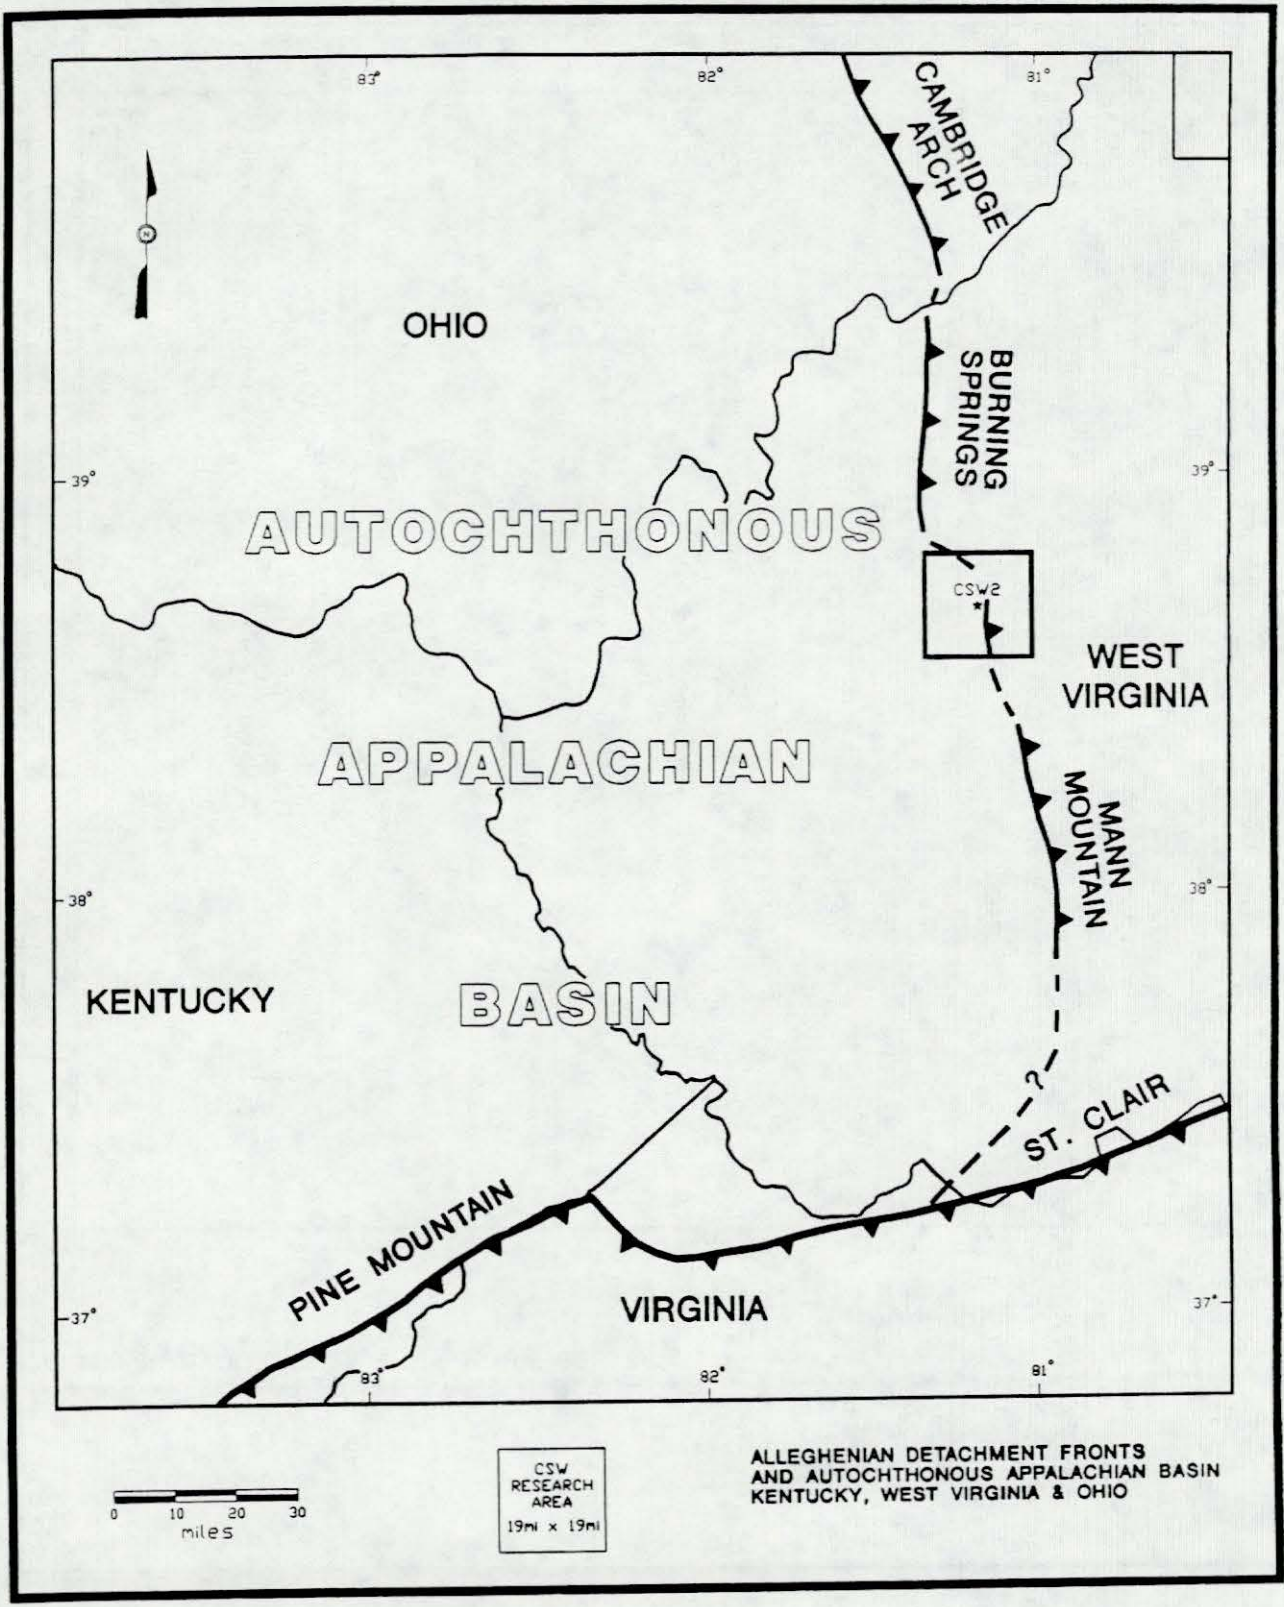 83°
82°
81°
CAMBRIDGE
ARCH
N
OHIO
BURNING
SPRINGS
39°
39°
AUTOCHTHONOUS
CSW2
WEST
VIRGINIA
APPALACHIAN
MANN
MOUNTAIN
38°
38°
KENTUCKY
BASIN
?
ST. CLAIR
PINE MOUNTAIN
VIRGINIA
37°
37°
83°
82°
81°
ALLEGHENIAN DETACHMENT FRONTS
AND AUTOCHTHONOUS APPALACHIAN BASIN
KENTUCKY, WEST VIRGINIA & OHIO
CSW
RESEARCH
AREA
19mi x 19mi
0 10 20 30
miles